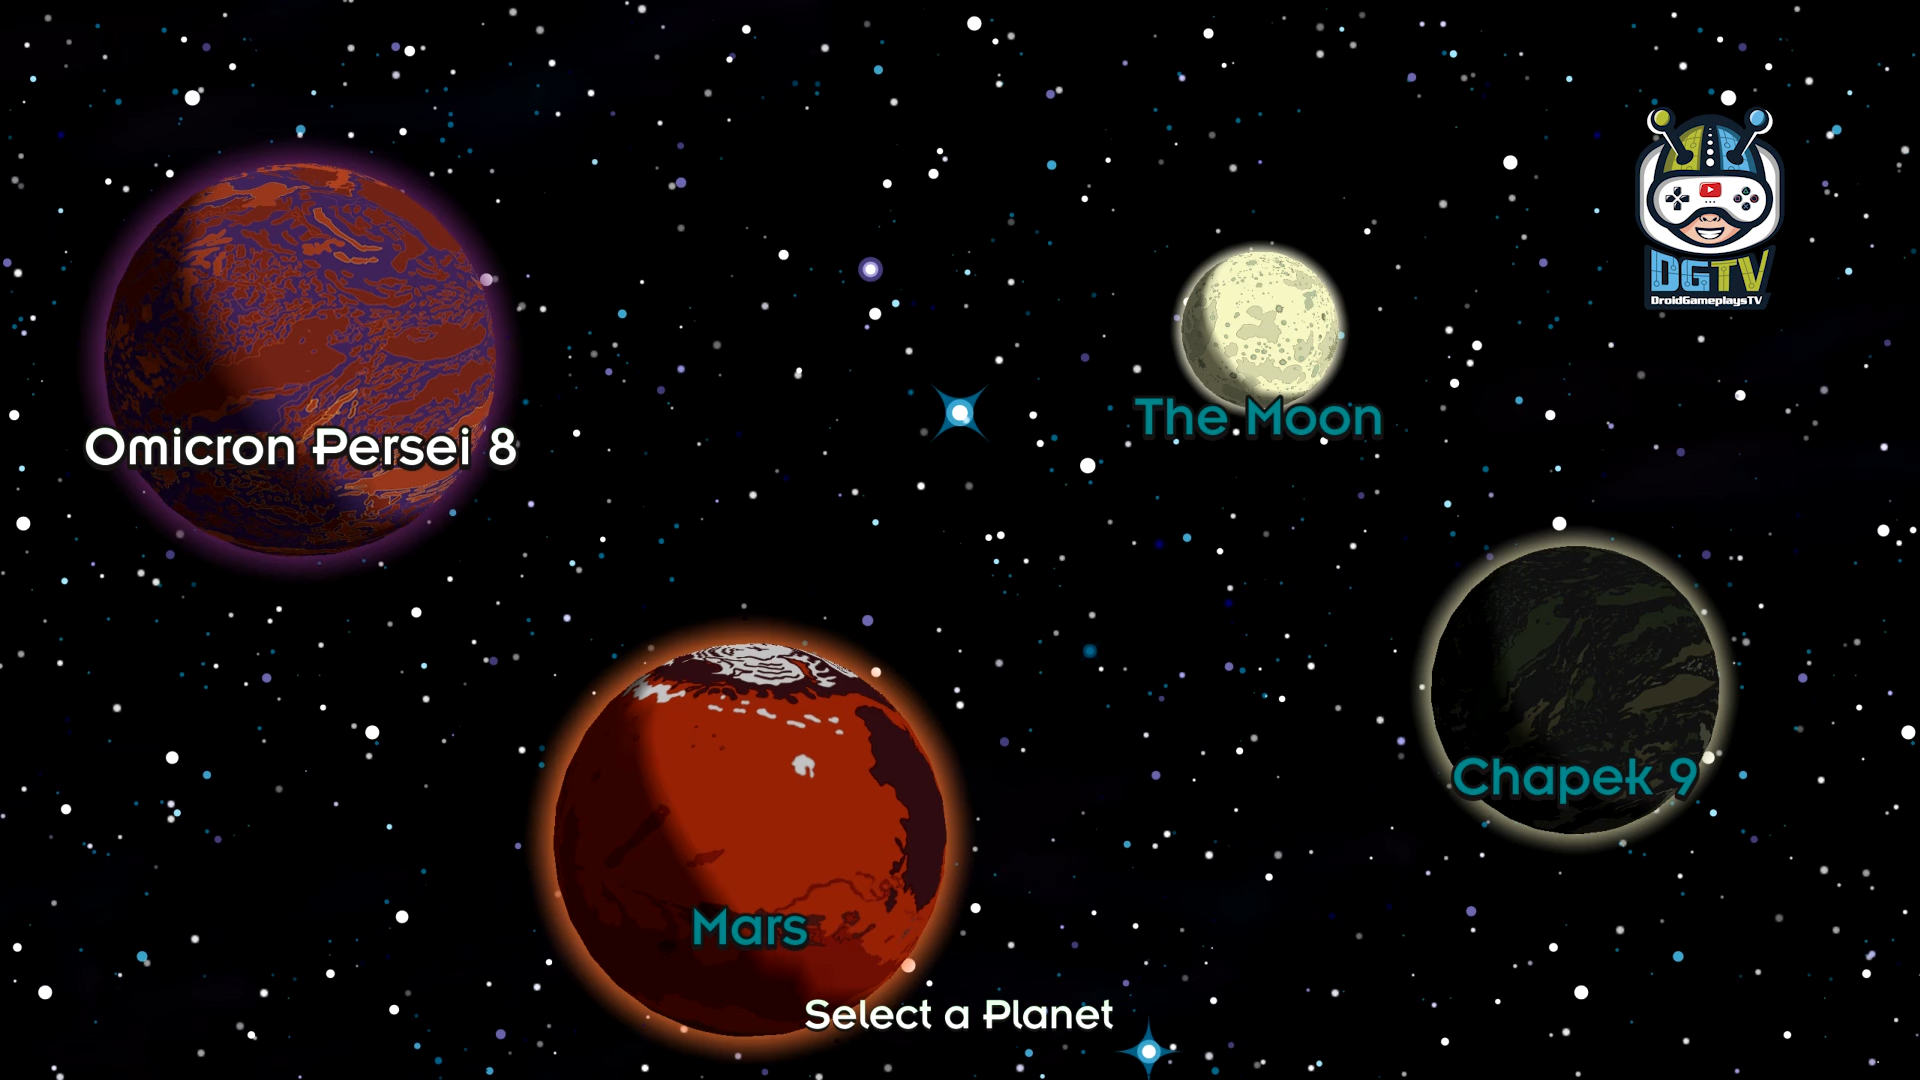 DGTV
DroidGameplaysTV
The Moon
Omicron Persei 8
Chapek 9
Mars
Select a Planet